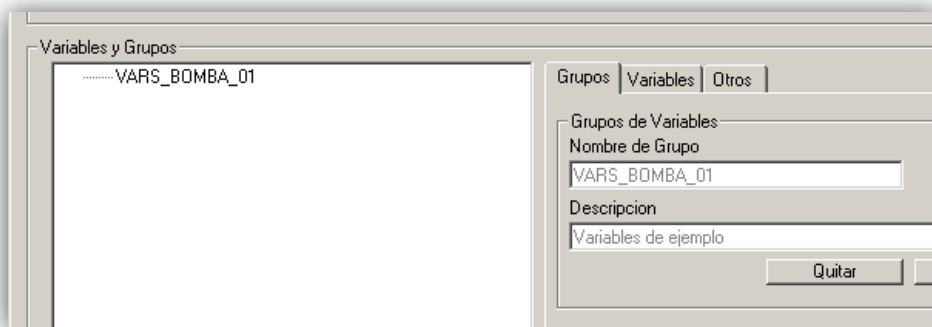 Variables y Grupos
VARS_BOMBA_01
Grupos Variables Otros
Grupos de Variables
Nombre de Grupo
VARS_BOMBA_01
Descripcion
Variables de ejemplo
Quitar